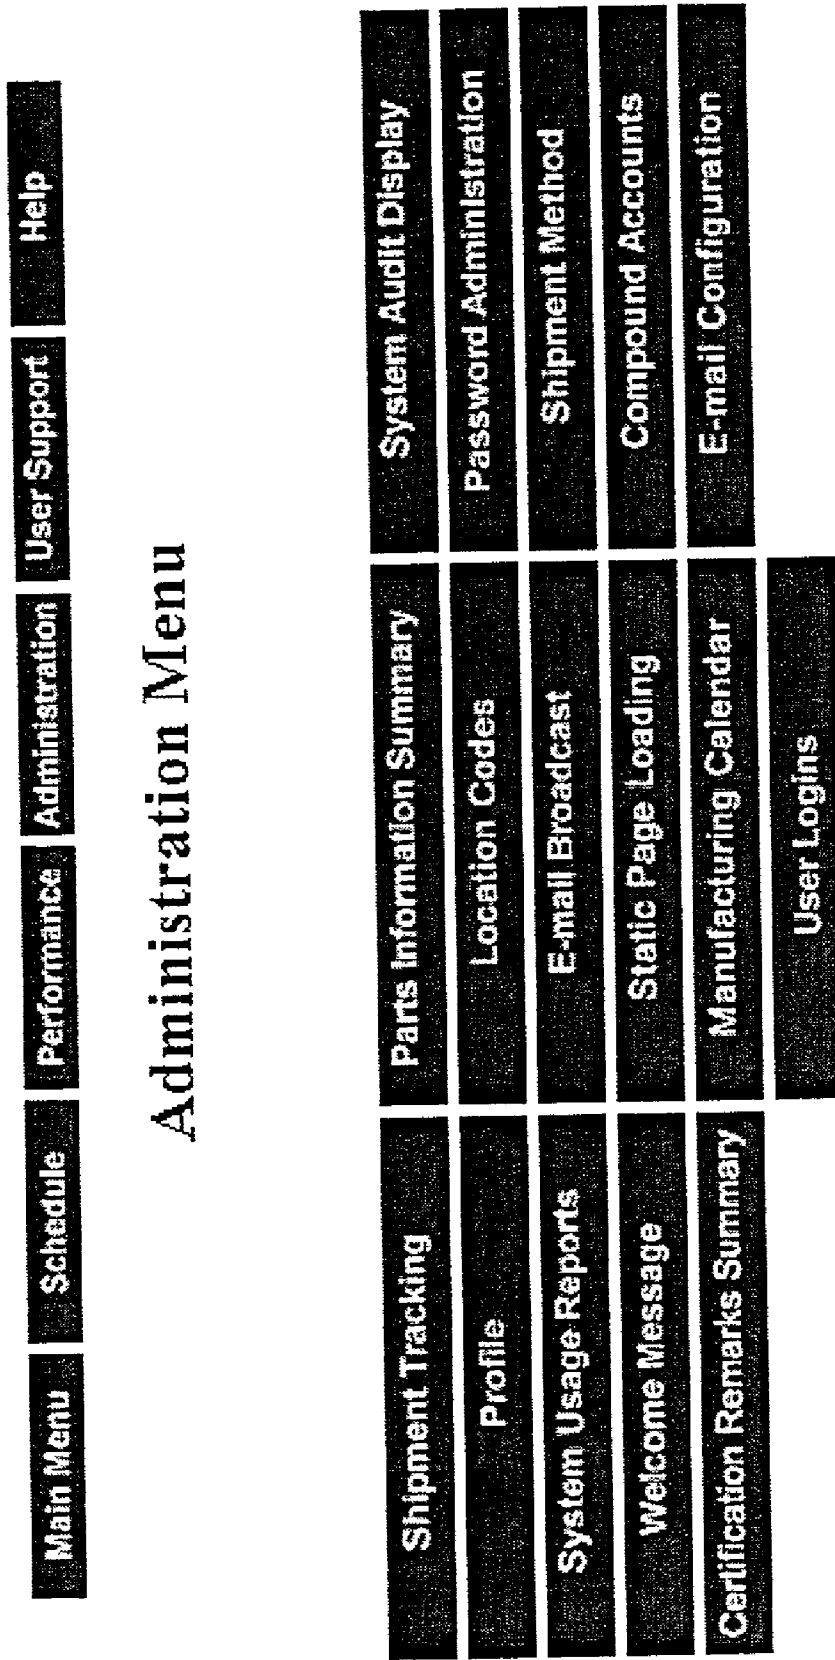 Main Menu Schedule Performance Administration User Support Help
Administration Menu
Shipment Tracking Parts Information Summary System Audit Display
Profile Location Codes Password Administration
System Usage Reports E-mail Broadcast Shipment Method
Welcome Message Static Page Loading Compound Accounts
Certification Remarks Summary Manufacturing Calendar E-mail Configuration
User Logins